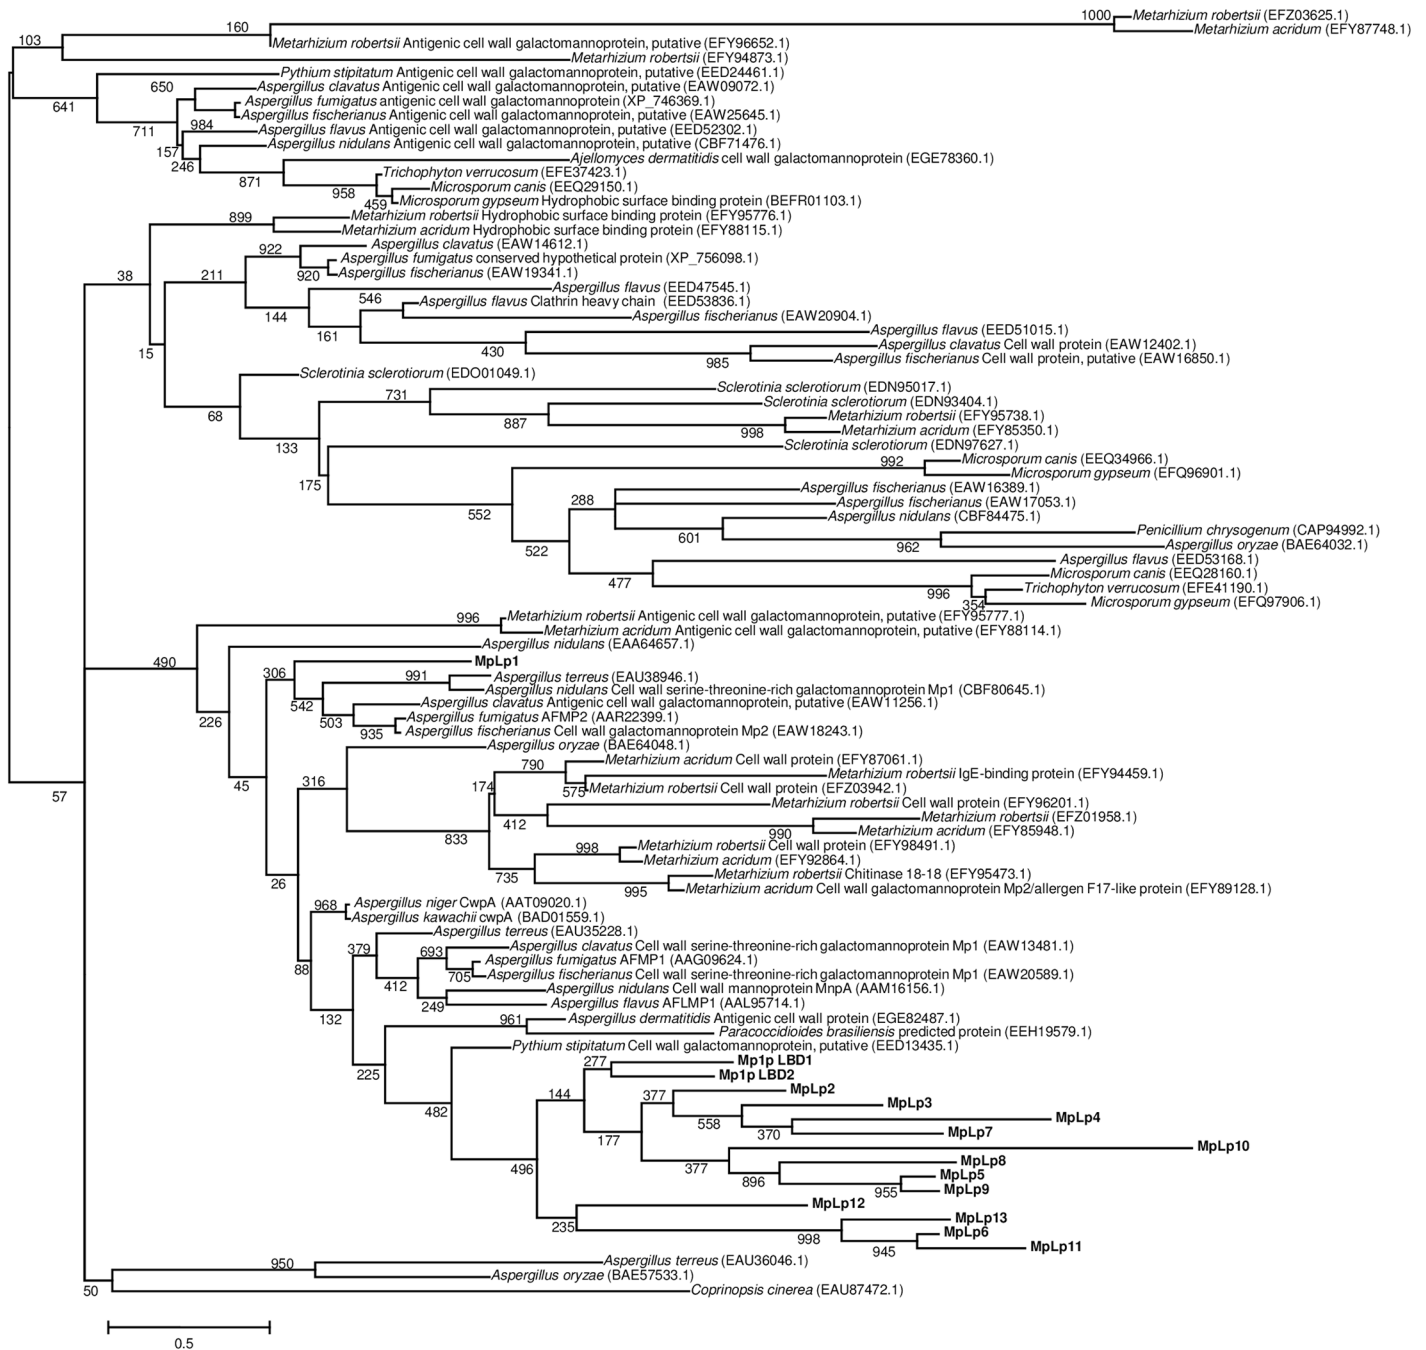 1000 Metarhizium robertsii (EFZ03625.1)
160 Metarhizium acridum (EFY87748.1)
103 Metarhizium robertsii Antigenic cell wall galactomannoprotein, putative (EFY96652.1)
Metarhizium robertsii (EFY94873.1)
Pythium stipitatum Antigenic cell wall galactomannoprotein, putative (EED24461.1)
650 Aspergillus clavatus Antigenic cell wall galactomannoprotein, putative (EAW09072.1)
641 Aspergillus fumigatus antigenic cell wall galactomannoprotein (XP_746369.1)
Aspergillus fischerianus Antigenic cell wall galactomannoprotein, putative (EAW25645.1)
711 984 Aspergillus flavus Antigenic cell wall galactomannoprotein, putative (EED52302.1)
157 Aspergillus nidulans Antigenic cell wall galactomannoprotein, putative (CBF71476.1)
246 Ajellomyces dermatitidis cell wall galactomannoprotein (EGE78360.1)
871 Trichophyton verrucosum (EFE37423.1)
958 Microsporum canis (EEQ29150.1)
459 Microsporum gypseum Hydrophobic surface binding protein (BEFR01103.1)
899 Metarhizium robertsii Hydrophobic surface binding protein (EFY95776.1)
Metarhizium acridum Hydrophobic surface binding protein (EFY88115.1)
922 Aspergillus clavatus (EAW14612.1)
Aspergillus fumigatus conserved hypothetical protein (XP_756098.1)
38 211 920 Aspergillus fischerianus (EAW19341.1)
Aspergillus flavus (EED47545.1)
546 Aspergillus flavus Clathrin heavy chain (EED53836.1)
144 Aspergillus fischerianus (EAW20904.1)
161 Aspergillus flavus (EED51015.1)
15 430 Aspergillus clavatus Cell wall protein (EAW12402.1)
985 Aspergillus fischerianus Cell wall protein, putative (EAW16850.1)
Sclerotinia sclerotiorum (EDO01049.1)
731 Sclerotinia sclerotiorum (EDN95017.1)
Sclerotinia sclerotiorum (EDN93404.1)
68 887 Metarhizium robertsii (EFY95738.1)
998 Metarhizium acridum (EFY85350.1)
133 Sclerotinia sclerotiorum (EDN97627.1)
992 Microsporum canis (EEQ34966.1)
Microsporum gypseum (EFQ96901.1)
175 Aspergillus fischerianus (EAW16389.1)
288 Aspergillus fischerianus (EAW17053.1)
552 Aspergillus nidulans (CBF84475.1)
601 Penicillium chrysogenum (CAP94992.1)
522 962 Aspergillus oryzae (BAE64032.1)
Aspergillus flavus (EED53168.1)
477 Microsporum canis (EEQ28160.1)
996 Trichophyton verrucosum (EFE41190.1)
354 Microsporum gypseum (EFQ97906.1)
996 Metarhizium robertsii Antigenic cell wall galactomannoprotein, putative (EFY95777.1)
Metarhizium acridum Antigenic cell wall galactomannoprotein, putative (EFY88114.1)
Aspergillus nidulans (EAA64657.1)
490 MpLp1
306 991 Aspergillus terreus (EAU38946.1)
Aspergillus nidulans Cell wall serine-threonine-rich galactomannoprotein Mp1 (CBF80645.1)
542 Aspergillus clavatus Antigenic cell wall galactomannoprotein, putative (EAW11256.1)
226 503 Aspergillus fumigatus AFMP2 (AAR22399.1)
935 Aspergillus fischerianus Cell wall galactomannoprotein Mp2 (EAW18243.1)
Aspergillus oryzae (BAE64048.1)
790 Metarhizium acridum Cell wall protein (EFY87061.1)
Metarhizium robertsii IgE-binding protein (EFY94459.1)
57 45 316 174 575 Metarhizium robertsii Cell wall protein (EFZ03942.1)
Metarhizium robertsii Cell wall protein (EFY96201.1)
412 Metarhizium robertsii (EFZ01958.1)
833 990 Metarhizium acridum (EFY85948.1)
998 Metarhizium robertsii Cell wall protein (EFY98491.1)
Metarhizium acridum (EFY92864.1)
735 Metarhizium robertsii Chitinase 18-18 (EFY95473.1)
26 995 Metarhizium acridum Cell wall galactomannoprotein Mp2/allergen F17-like protein (EFY89128.1)
968 Aspergillus niger CwpA (AAT09020.1)
Aspergillus kawachii cwpA (BAD01559.1)
Aspergillus terreus (EAU35228.1)
379 693 Aspergillus clavatus Cell wall serine-threonine-rich galactomannoprotein Mp1 (EAW13481.1)
Aspergillus fumigatus AFMP1 (AAG09624.1)
88 705 Aspergillus fischerianus Cell wall serine-threonine-rich galactomannoprotein Mp1 (EAW20589.1)
412 Aspergillus nidulans Cell wall mannoprotein MnpA (AAM16156.1)
249 Aspergillus flavus AFLMP1 (AAL95714.1)
132 961 Aspergillus dermatitidis Antigenic cell wall protein (EGE82487.1)
Paracoccidioides brasiliensis predicted protein (EEH19579.1)
Pythium stipitatum Cell wall galactomannoprotein, putative (EED13435.1)
277 Mp1p LBD1
225 Mp1p LBD2
144 377 MpLp2
482 MpLp3
558 MpLp4
177 370 MpLp7
MpLp10
496 377 MpLp8
896 MpLp5
955 MpLp9
MpLp12
235 MpLp13
998 MpLp6
945 MpLp11
950 Aspergillus terreus (EAU36046.1)
Aspergillus oryzae (BAE57533.1)
50 Coprinopsis cinerea (EAU87472.1)
0.5